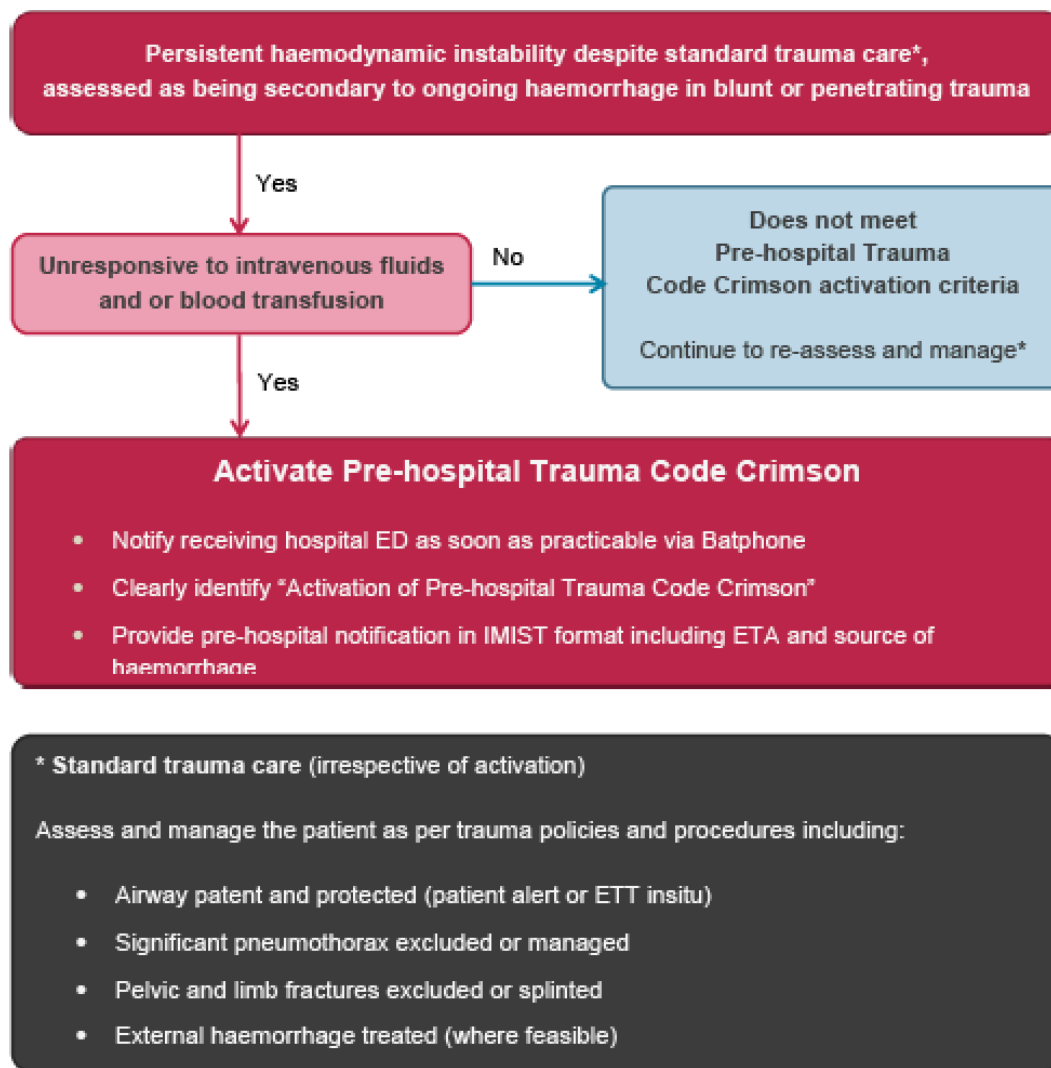 Persistent haemodynamic instability despite standard trauma care*,
assessed as being secondary to ongoing haemorrhage in blunt or penetrating trauma
Yes
Unresponsive to intravenous fluids
and or blood transfusion
No
Does not meet
Pre-hospital Trauma
Code Crimson activation criteria
Continue to re-assess and manage*
Yes
Activate Pre-hospital Trauma Code Crimson
• Notify receiving hospital ED as soon as practicable via Batphone
• Clearly identify “Activation of Pre-hospital Trauma Code Crimson”
• Provide pre-hospital notification in IMIST format including ETA and source of
haemorrhage
* Standard trauma care (irrespective of activation)
Assess and manage the patient as per trauma policies and procedures including:
• Airway patent and protected (patient alert or ETT insitu)
• Significant pneumothorax excluded or managed
• Pelvic and limb fractures excluded or splinted
• External haemorrhage treated (where feasible)